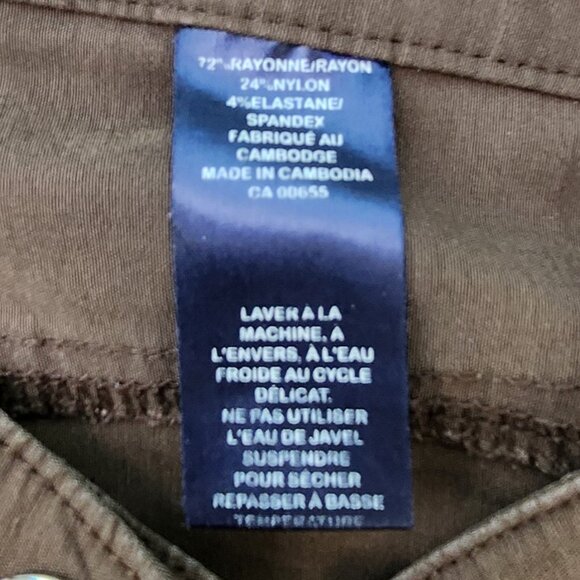 72% RAYONNE/RAYON
24% NYLON
4% ELASTANE/
SPANDEX
FABRIQUÉ AU
CAMBODGE
MADE IN CAMBODIA
CA 00655
LAVER À LA
MACHINE, À
L'ENVERS, À L'EAU
FROIDE AU CYCLE
DÉLICAT.
NE PAS UTILISER
L'EAU DE JAVEL
SUSPENDRE
POUR SÉCHER
REPASSER À BASSE
TEMPÉRATURE